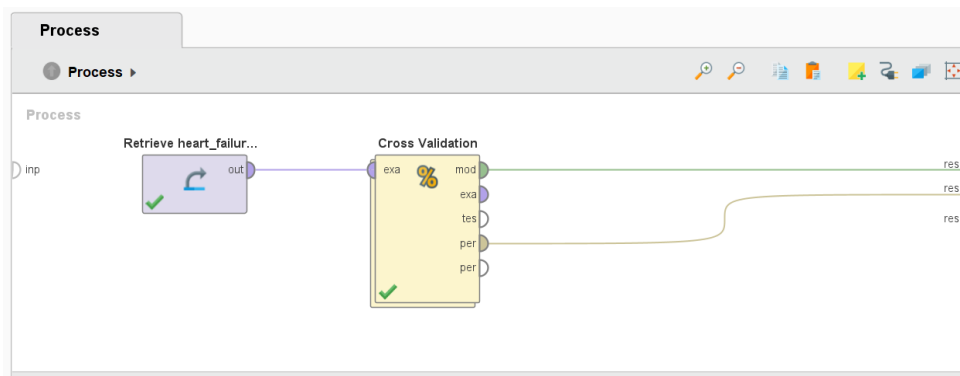 Process
Process
Process
Retrieve heart_failur...
Cross Validation
inp
out
exa
%
mod
exa
tes
per
per
res
res
res